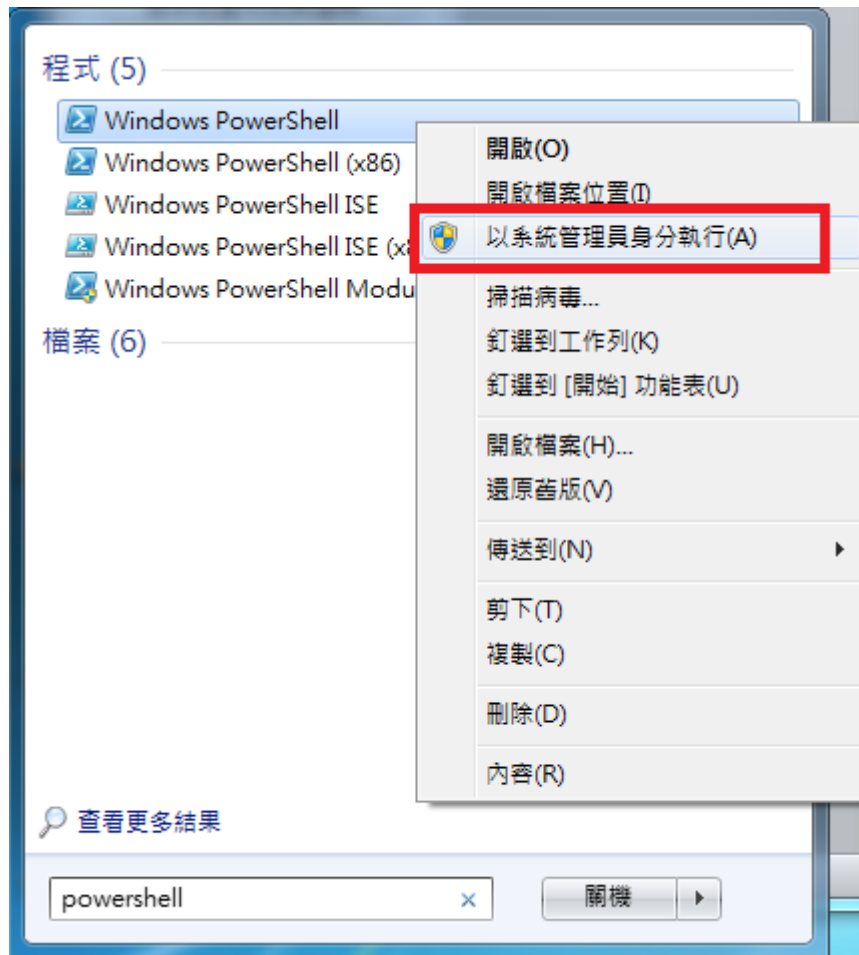 程式 (5)
Windows PowerShell
Windows PowerShell (x86)
Windows PowerShell ISE
Windows PowerShell ISE (x8
Windows PowerShell Modu
檔案 (6)
開啟(O)
開啟檔案位置(I)
以系統管理員身分執行(A)
掃描病毒...
釘選到工作列(K)
釘選到 [開始] 功能表(U)
開啟檔案(H)...
還原舊版(V)
傳送到(N)
剪下(T)
複製(C)
刪除(D)
內容(R)
查看更多結果
powershell
關機